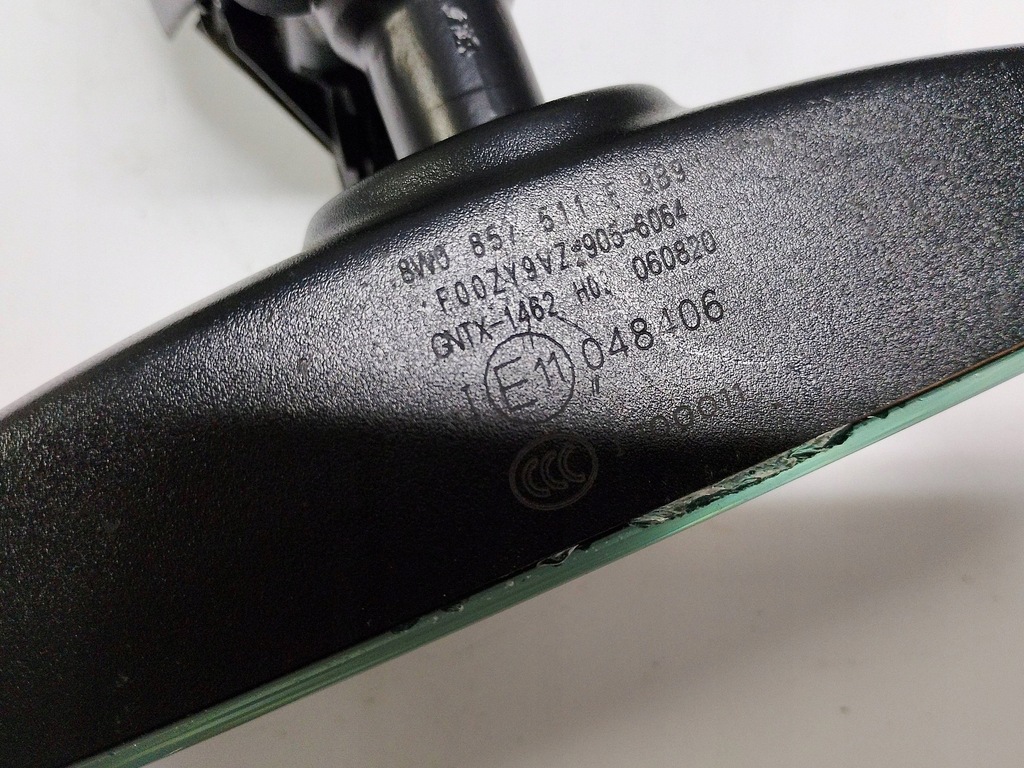 8W0 857 511 F 9B9
F00ZY9VZ*905-6064
GNTX-1462 H0. 060820
I E11 048406
CCC